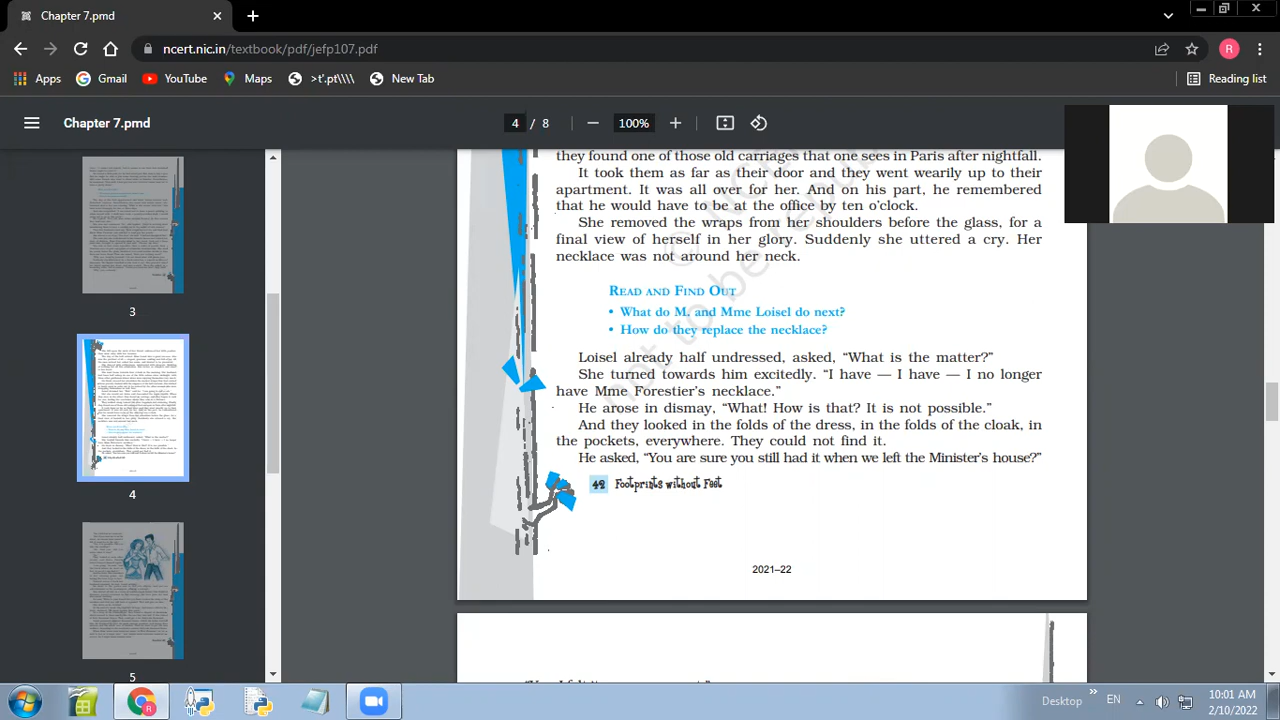 Chapter 7.pmd
ncert.nic.in/textbook/pdf/jefp107.pdf
R
Apps
Gmail
YouTube
Maps
>'t.pt\\\\
New Tab
Reading list
Chapter 7.pmd
4 / 8
100%
they found one of those old carriages that one sees in Paris after nightfall.
It took them as far as their door and they went wearily up to their
apartment. It was all over for her. And on his part, he remembered
that he would have to be at the office by ten o'clock.
She removed the wraps from her shoulders before the glass, for a
final view of herself in her glory. Suddenly she uttered a cry. Her
necklace was not around her neck.
READ AND FIND OUT
• What do M. and Mme Loisel do next?
• How do they replace the necklace?
Loisel already half undressed, asked, “What is the matter?”
She turned towards him excitedly. “I have — I have — I no longer
have Mme Forestier's necklace.”
He arose in dismay, “What! How is that? It is not possible.”
And they looked in the folds of the dress, in the folds of the cloak, in
the pockets, everywhere. They could not find it.
He asked, “You are sure you still had it when we left the Minister's house?”
42 Footprints without Feet
2021–22
3
4
5
Desktop
EN
10:01 AM
2/10/2022